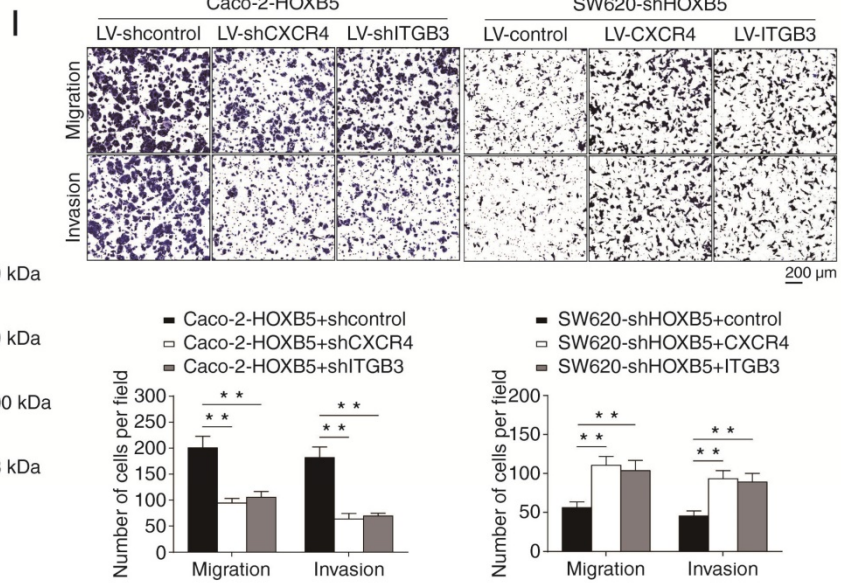 I
Caco-2-HOXB5
SW620-shHOXB5
LV-shcontrol LV-shCXCR4 LV-shITGB3
LV-control LV-CXCR4 LV-ITGB3
Migration
Invasion
200 µm
kDa
kDa
kDa
kDa
Caco-2-HOXB5+shcontrol
Caco-2-HOXB5+shCXCR4
Caco-2-HOXB5+shITGB3
Number of cells per field
300
250
200
150
100
50
0
* *
* *
* *
* *
Migration Invasion
SW620-shHOXB5+control
SW620-shHOXB5+CXCR4
SW620-shHOXB5+ITGB3
Number of cells per field
200
150
100
50
0
* *
* *
* *
* *
Migration Invasion